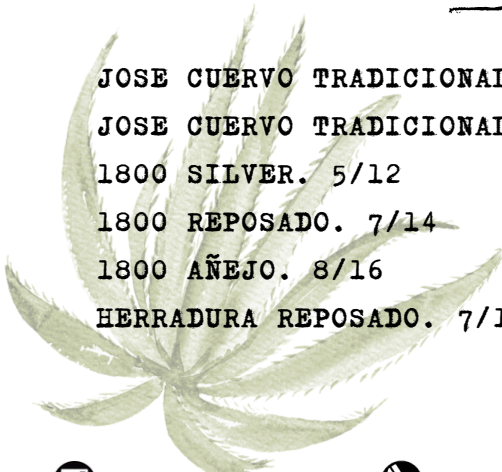 JOSE CUERVO TRADICIONAL
JOSE CUERVO TRADICIONAL
1800 SILVER. 5/12
1800 REPOSADO. 7/14
1800 AÑEJO. 8/16
HERRADURA REPOSADO. 7/1